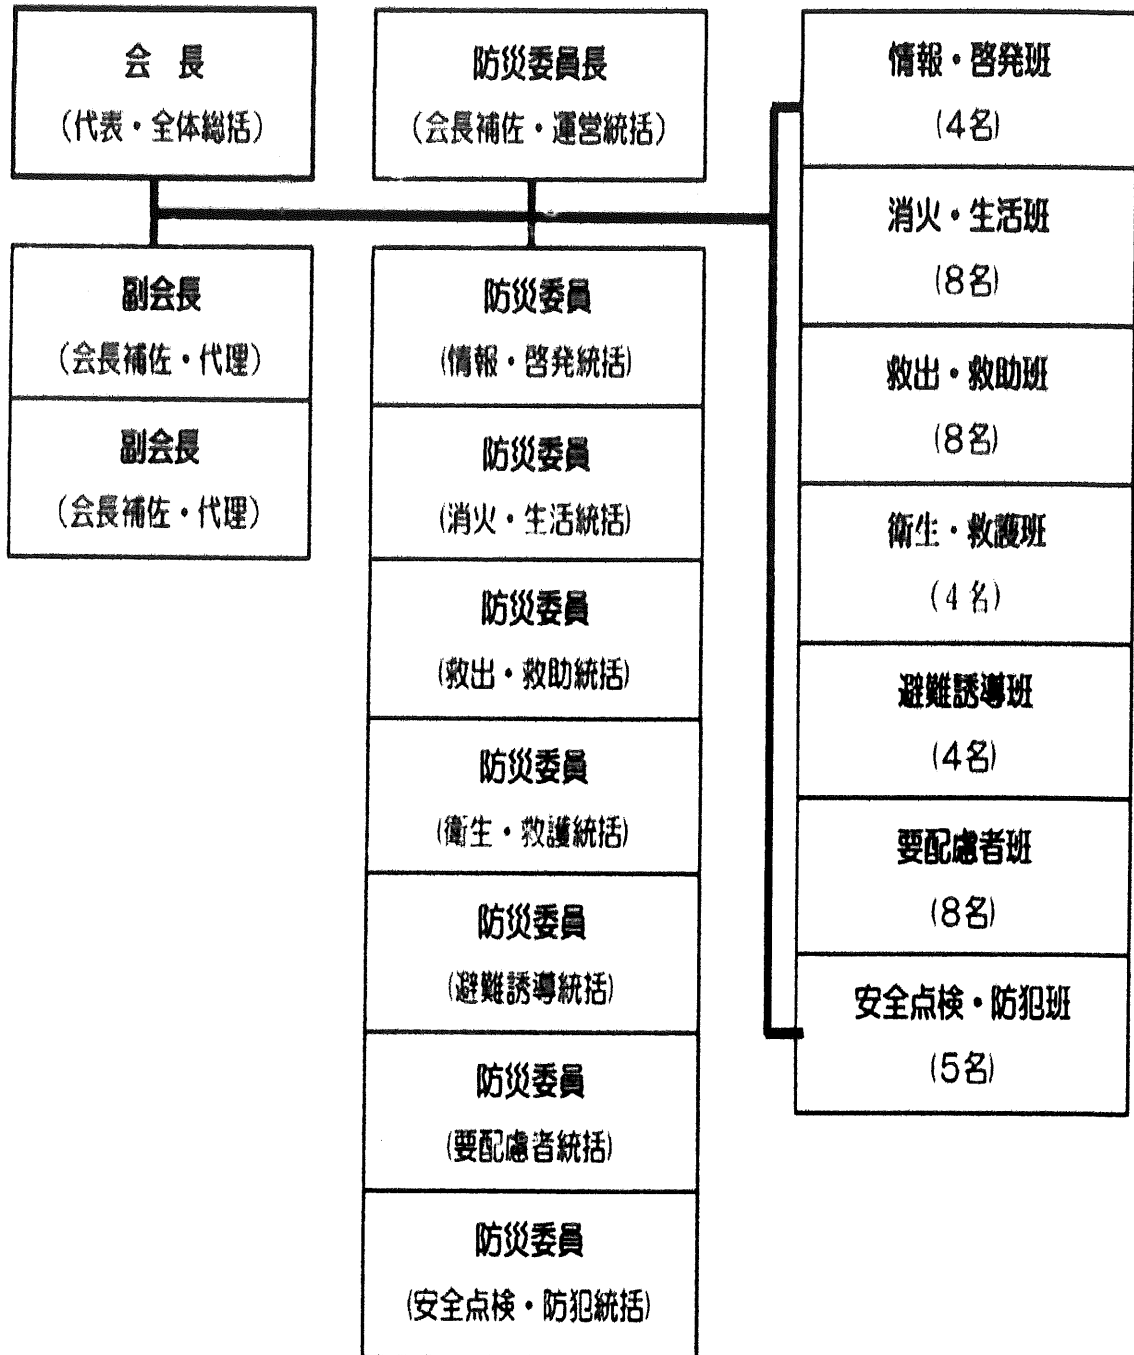 会 長
（代表・全体総括）
副会長
（会長補佐・代理）
副会長
（会長補佐・代理）
防災委員長
（会長補佐・運営統括）
防災委員
（情報・啓発統括）
防災委員
（消火・生活統括）
防災委員
（救出・救助統括）
防災委員
（衛生・救護統括）
防災委員
（避難誘導統括）
防災委員
（要配慮者統括）
防災委員
（安全点検・防犯統括）
情報・啓発班
（4名）
消火・生活班
（8名）
救出・救助班
（8名）
衛生・救護班
（4名）
避難誘導班
（4名）
要配慮者班
（8名）
安全点検・防犯班
（5名）